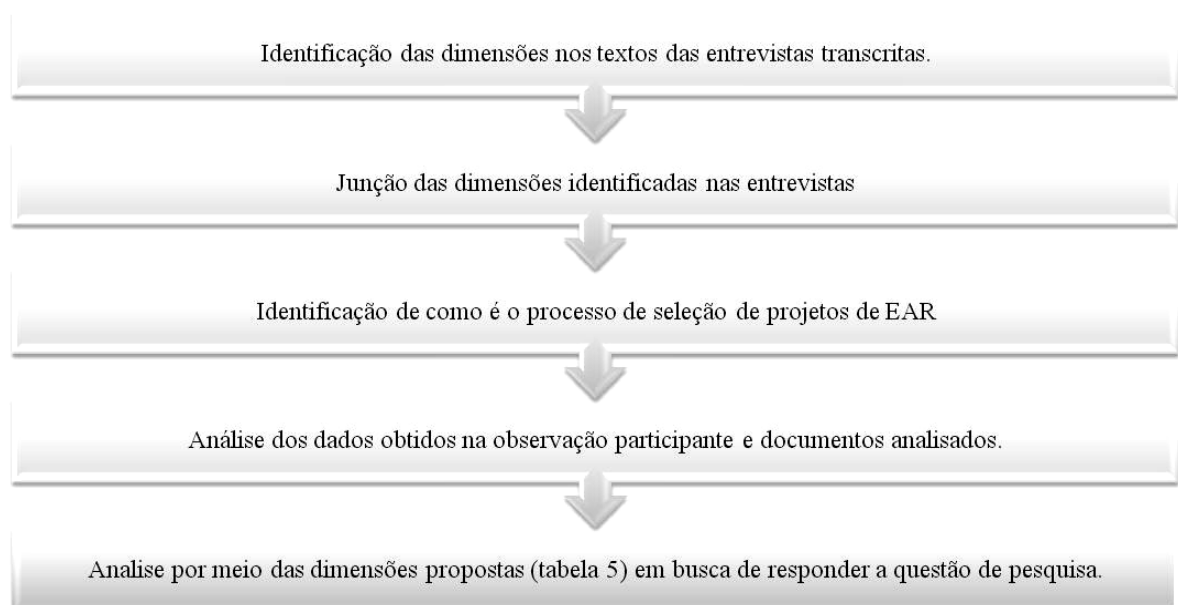 Identificação das dimensões nos textos das entrevistas transcritas.
Junção das dimensões identificadas nas entrevistas
Identificação de como é o processo de seleção de projetos de EAR
Análise dos dados obtidos na observação participante e documentos analisados.
Analise por meio das dimensões propostas (tabela 5) em busca de responder a questão de pesquisa.